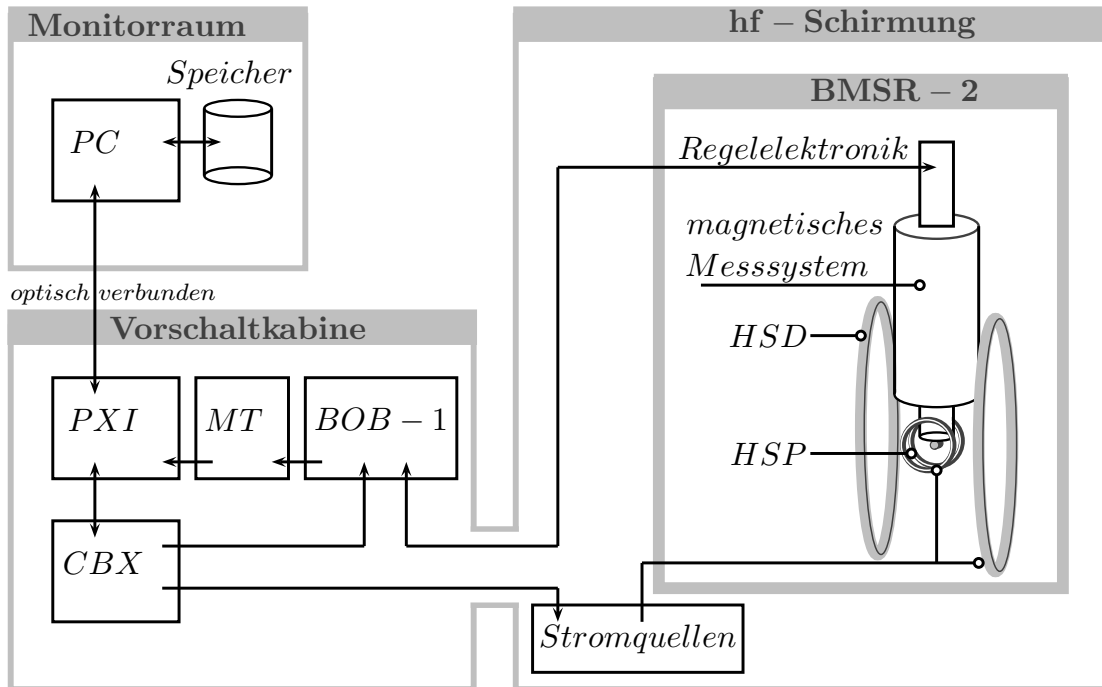 Monitorraum
hf – Schirmung
Speicher
BMSR – 2
PC
Regelelektronik
magnetisches
Messsystem
optisch verbunden
Vorschaltkabine
HSD
PXI
MT
BOB – 1
HSP
CBX
Stromquellen